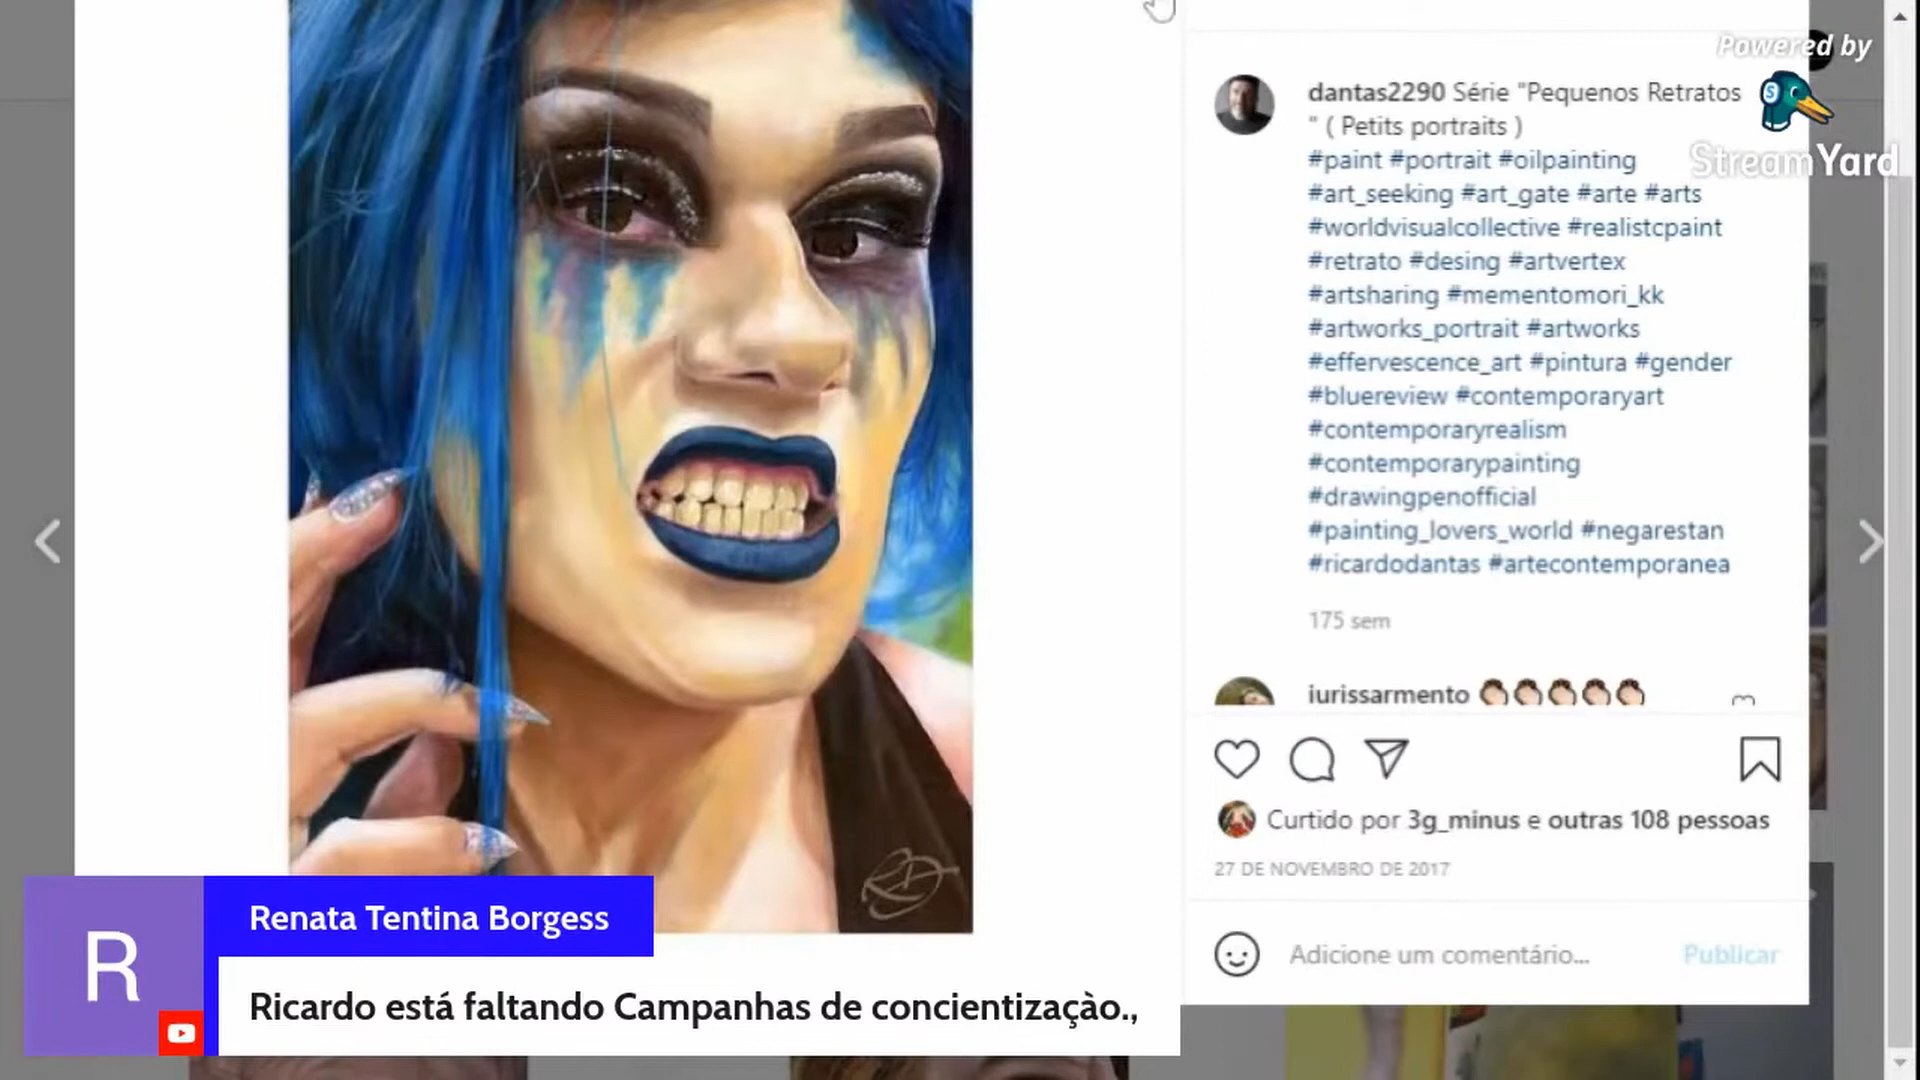 Powered by
StreamYard
dantas2290 Série "Pequenos Retratos
" ( Petits portraits )
#paint #portrait #oilpainting
#art_seeking #art_gate #arte #arts
#worldvisualcollective #realistcpaint
#retrato #desing #artvertex
#artsharing #mementomori_kk
#artworks_portrait #artworks
#effervescence_art #pintura #gender
#bluereview #contemporaryart
#contemporaryrealism
#contemporarypainting
#drawingpenofficial
#painting_lovers_world #negarestan
#ricardodantas #artecontemporanea
175 sem
iurissarmento
Curtido por 3g_minus e outras 108 pessoas
27 DE NOVEMBRO DE 2017
Adicione um comentário... Publicar
RD
R
Renata Tentina Borgess
Ricardo está faltando Campanhas de concientizaçào.,